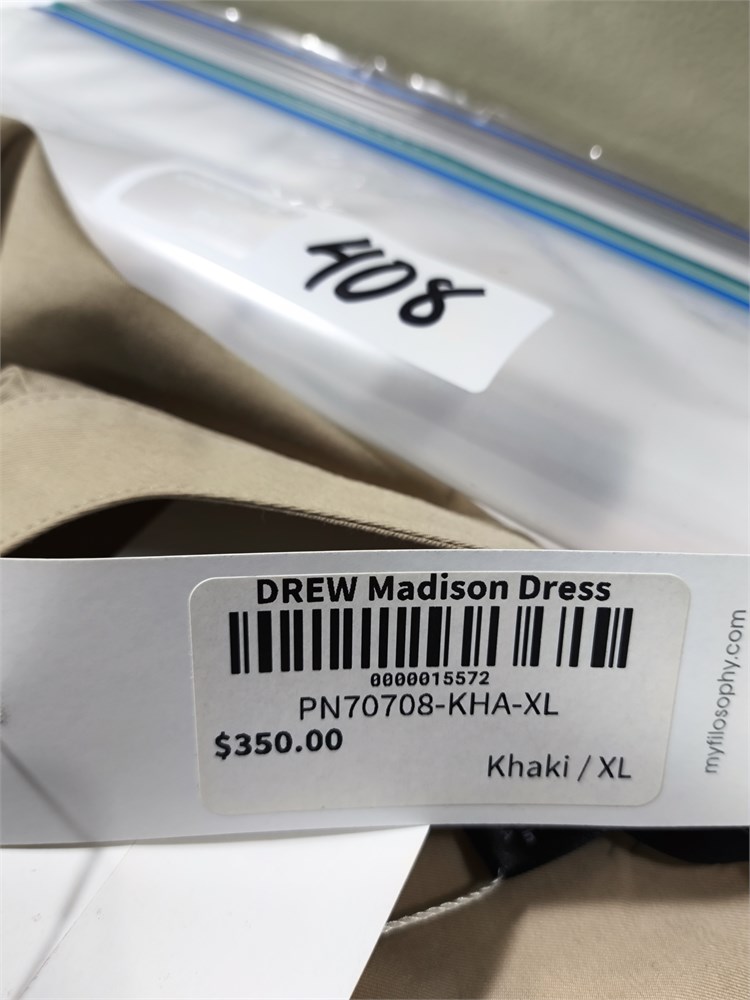 408
DREW Madison Dress
0000015572
PN70708-KHA-XL
$350.00
Khaki / XL
myfilosophy.com